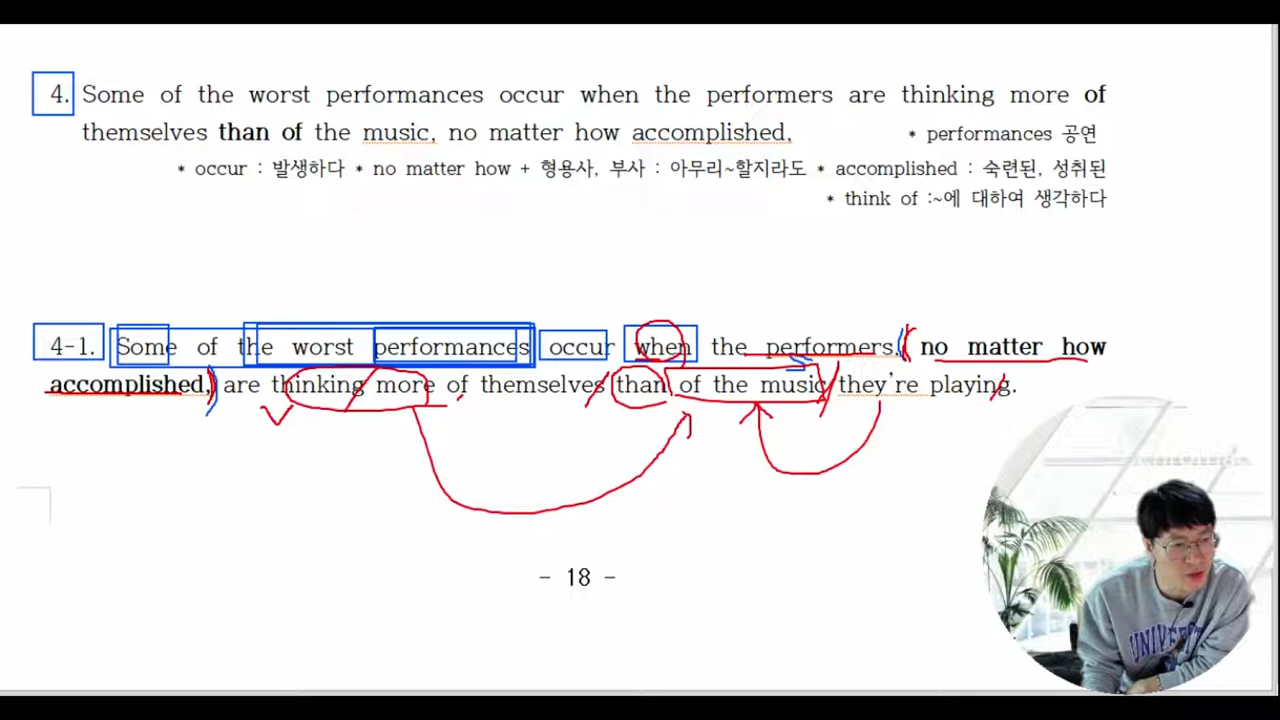 4. Some of the worst performances occur when the performers are thinking more of
themselves than of the music, no matter how accomplished, * performances 공연
* occur : 발생하다 * no matter how + 형용사, 부사 : 아무리~할지라도 * accomplished : 숙련된, 성취된
* think of :~에 대하여 생각하다
4-1. Some of the worst performances occur when the performers, no matter how
accomplished, are thinking more of themselves than of the music they're playing.
- 18 -